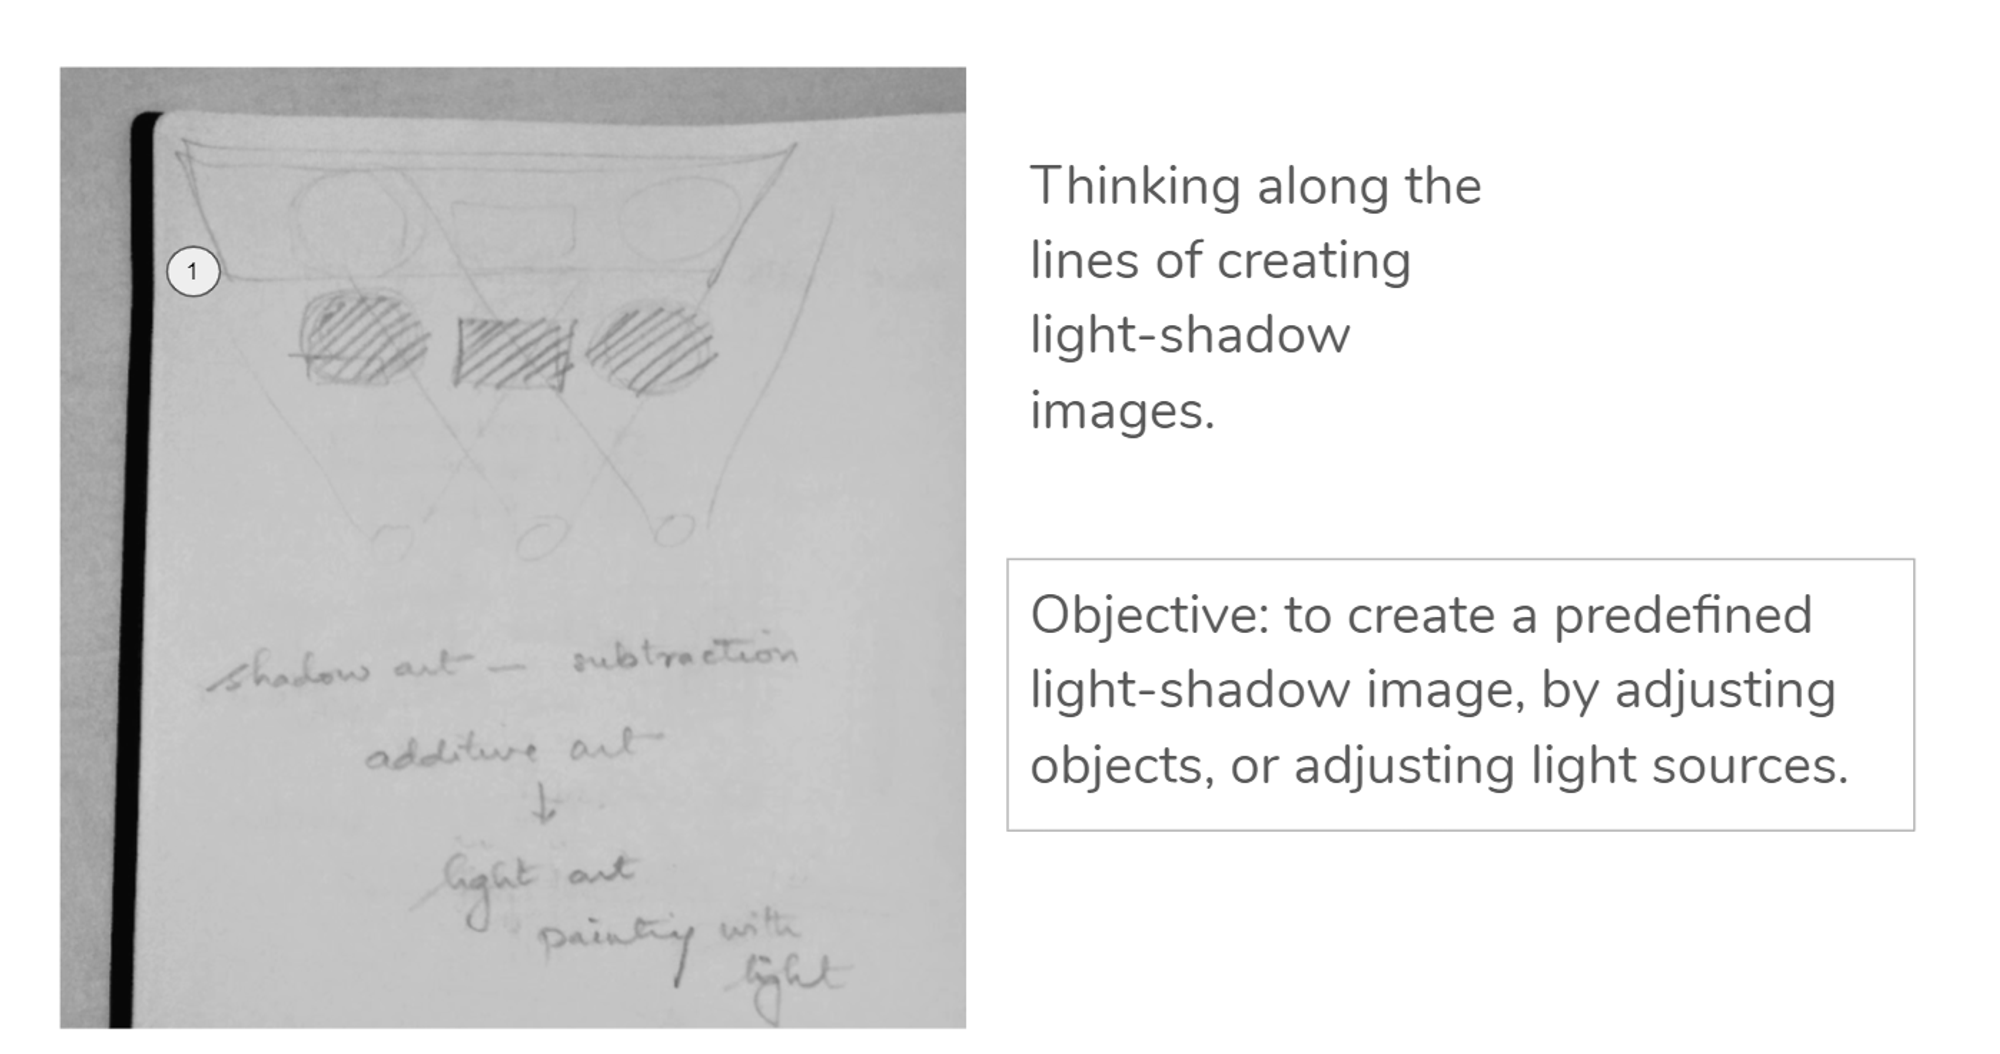 1
shadow art — subtraction
additive art
↓
light art
painting with
light
Thinking along the
lines of creating
light-shadow
images.
Objective: to create a predefined
light-shadow image, by adjusting
objects, or adjusting light sources.